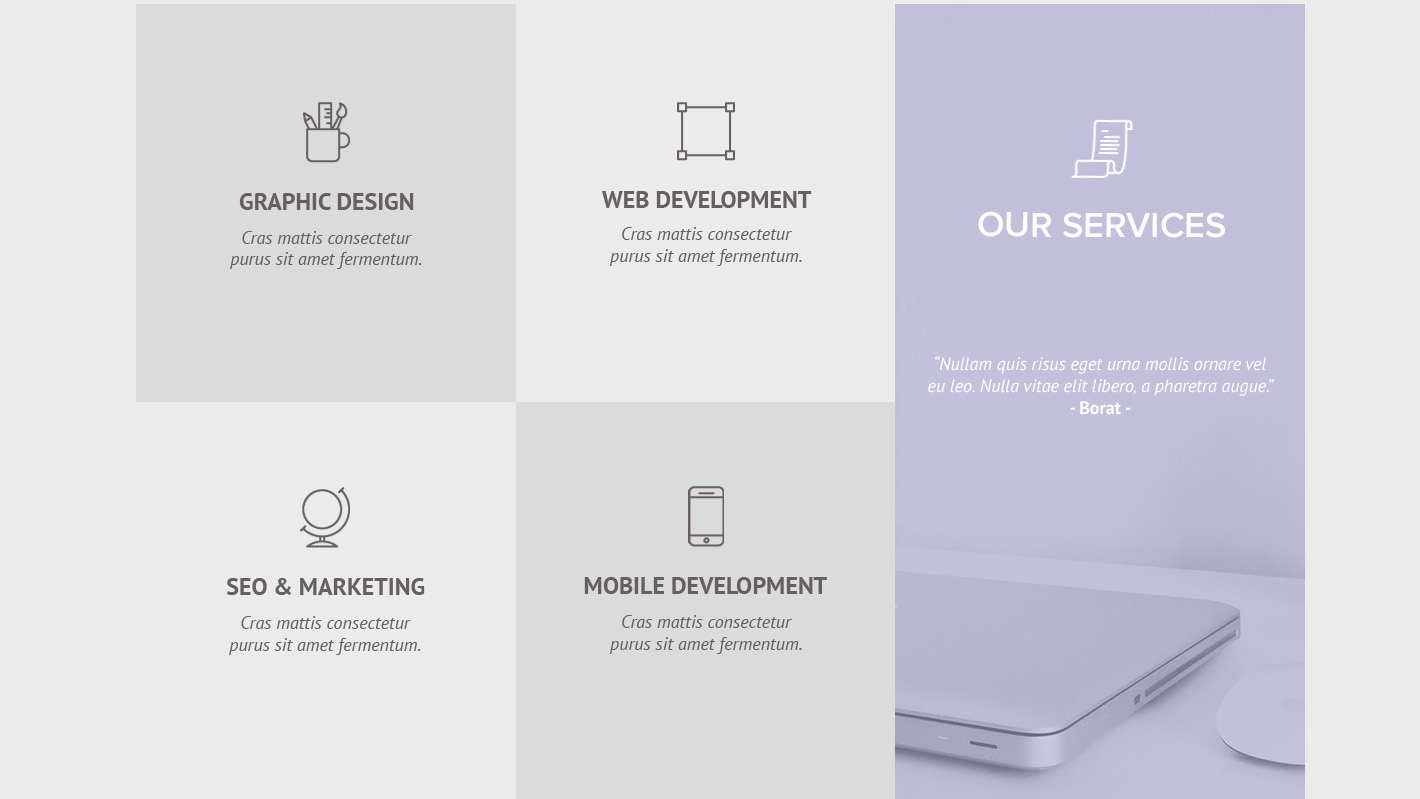 GRAPHIC DESIGN
Cras mattis consectetur
purus sit amet fermentum.
WEB DEVELOPMENT
Cras mattis consectetur
purus sit amet fermentum.
SEO & MARKETING
Cras mattis consectetur
purus sit amet fermentum.
MOBILE DEVELOPMENT
Cras mattis consectetur
purus sit amet fermentum.
OUR SERVICES
“Nullam quis risus eget urna mollis ornare vel
eu leo. Nulla vitae elit libero, a pharetra augue.”
- Borat -